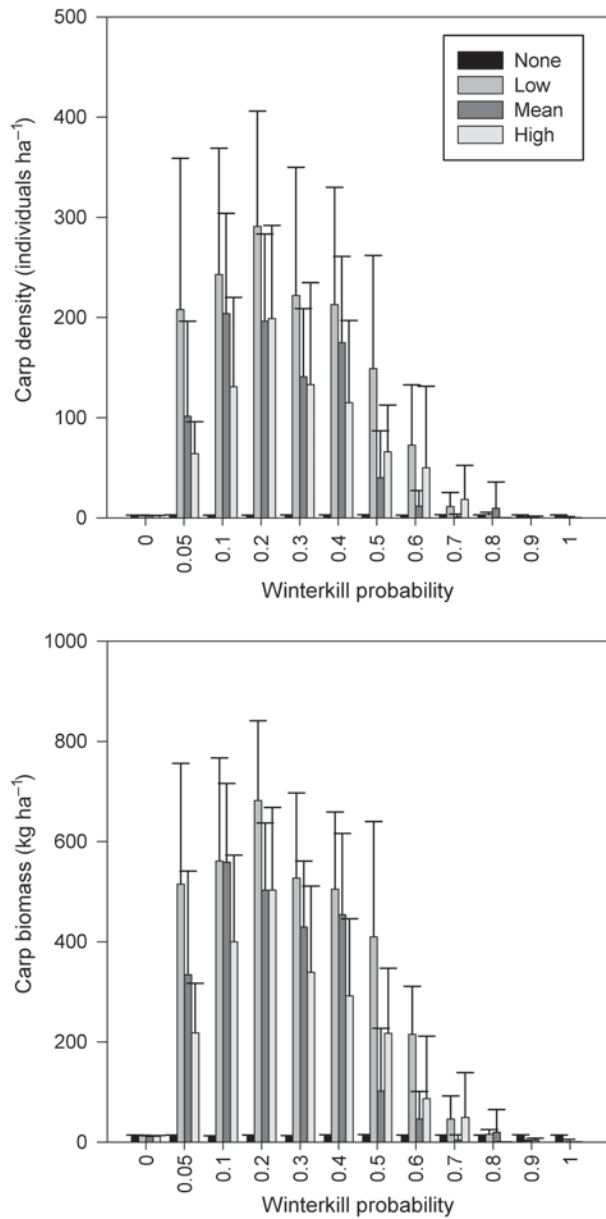 500
400
300
200
100
0
Carp density (individuals ha⁻¹)
None
Low
Mean
High
0 0.05 0.1 0.2 0.3 0.4 0.5 0.6 0.7 0.8 0.9 1
Winterkill probability
1000
800
600
400
200
0
Carp biomass (kg ha⁻¹)
0 0.05 0.1 0.2 0.3 0.4 0.5 0.6 0.7 0.8 0.9 1
Winterkill probability